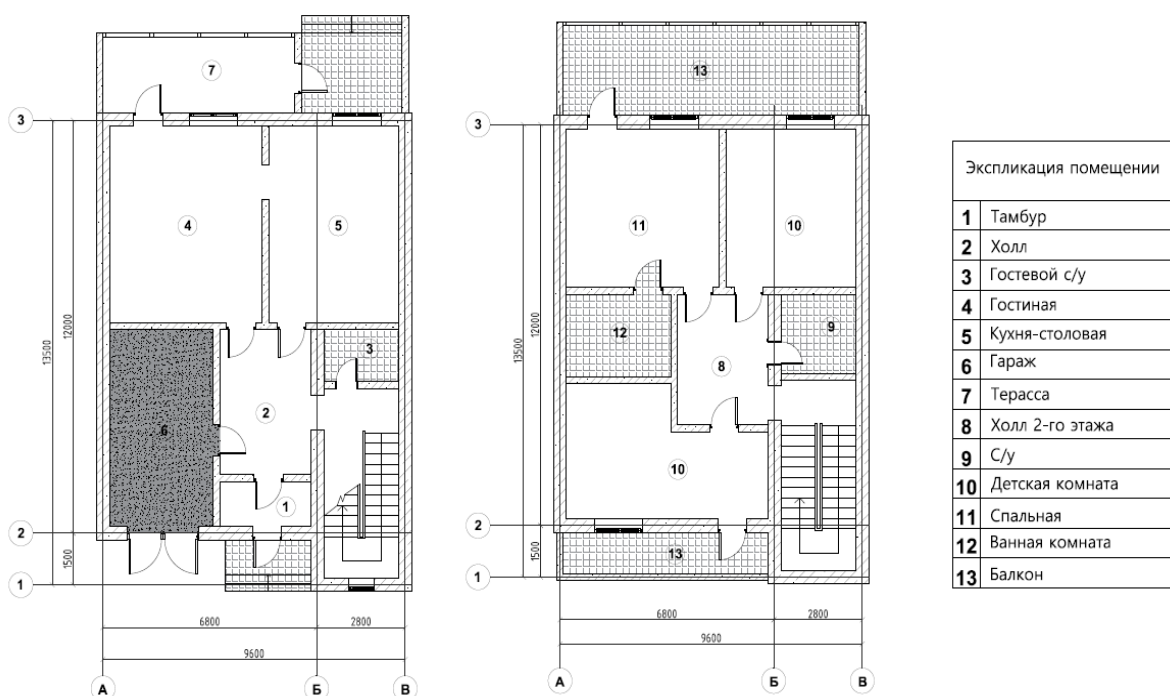 7
3
4
5
12000
13500
3
2
6
1
2
1500
1
6800
2800
9600
А
Б
В
13
3
11
10
12000
13500
12
9
8
10
2
13
1500
1
6800
2800
9600
А
Б
В
Экспликация помещении
1 Тамбур
2 Холл
3 Гостевой с/у
4 Гостиная
5 Кухня-столовая
6 Гараж
7 Терасса
8 Холл 2-го этажа
9 С/у
10 Детская комната
11 Спальная
12 Ванная комната
13 Балкон